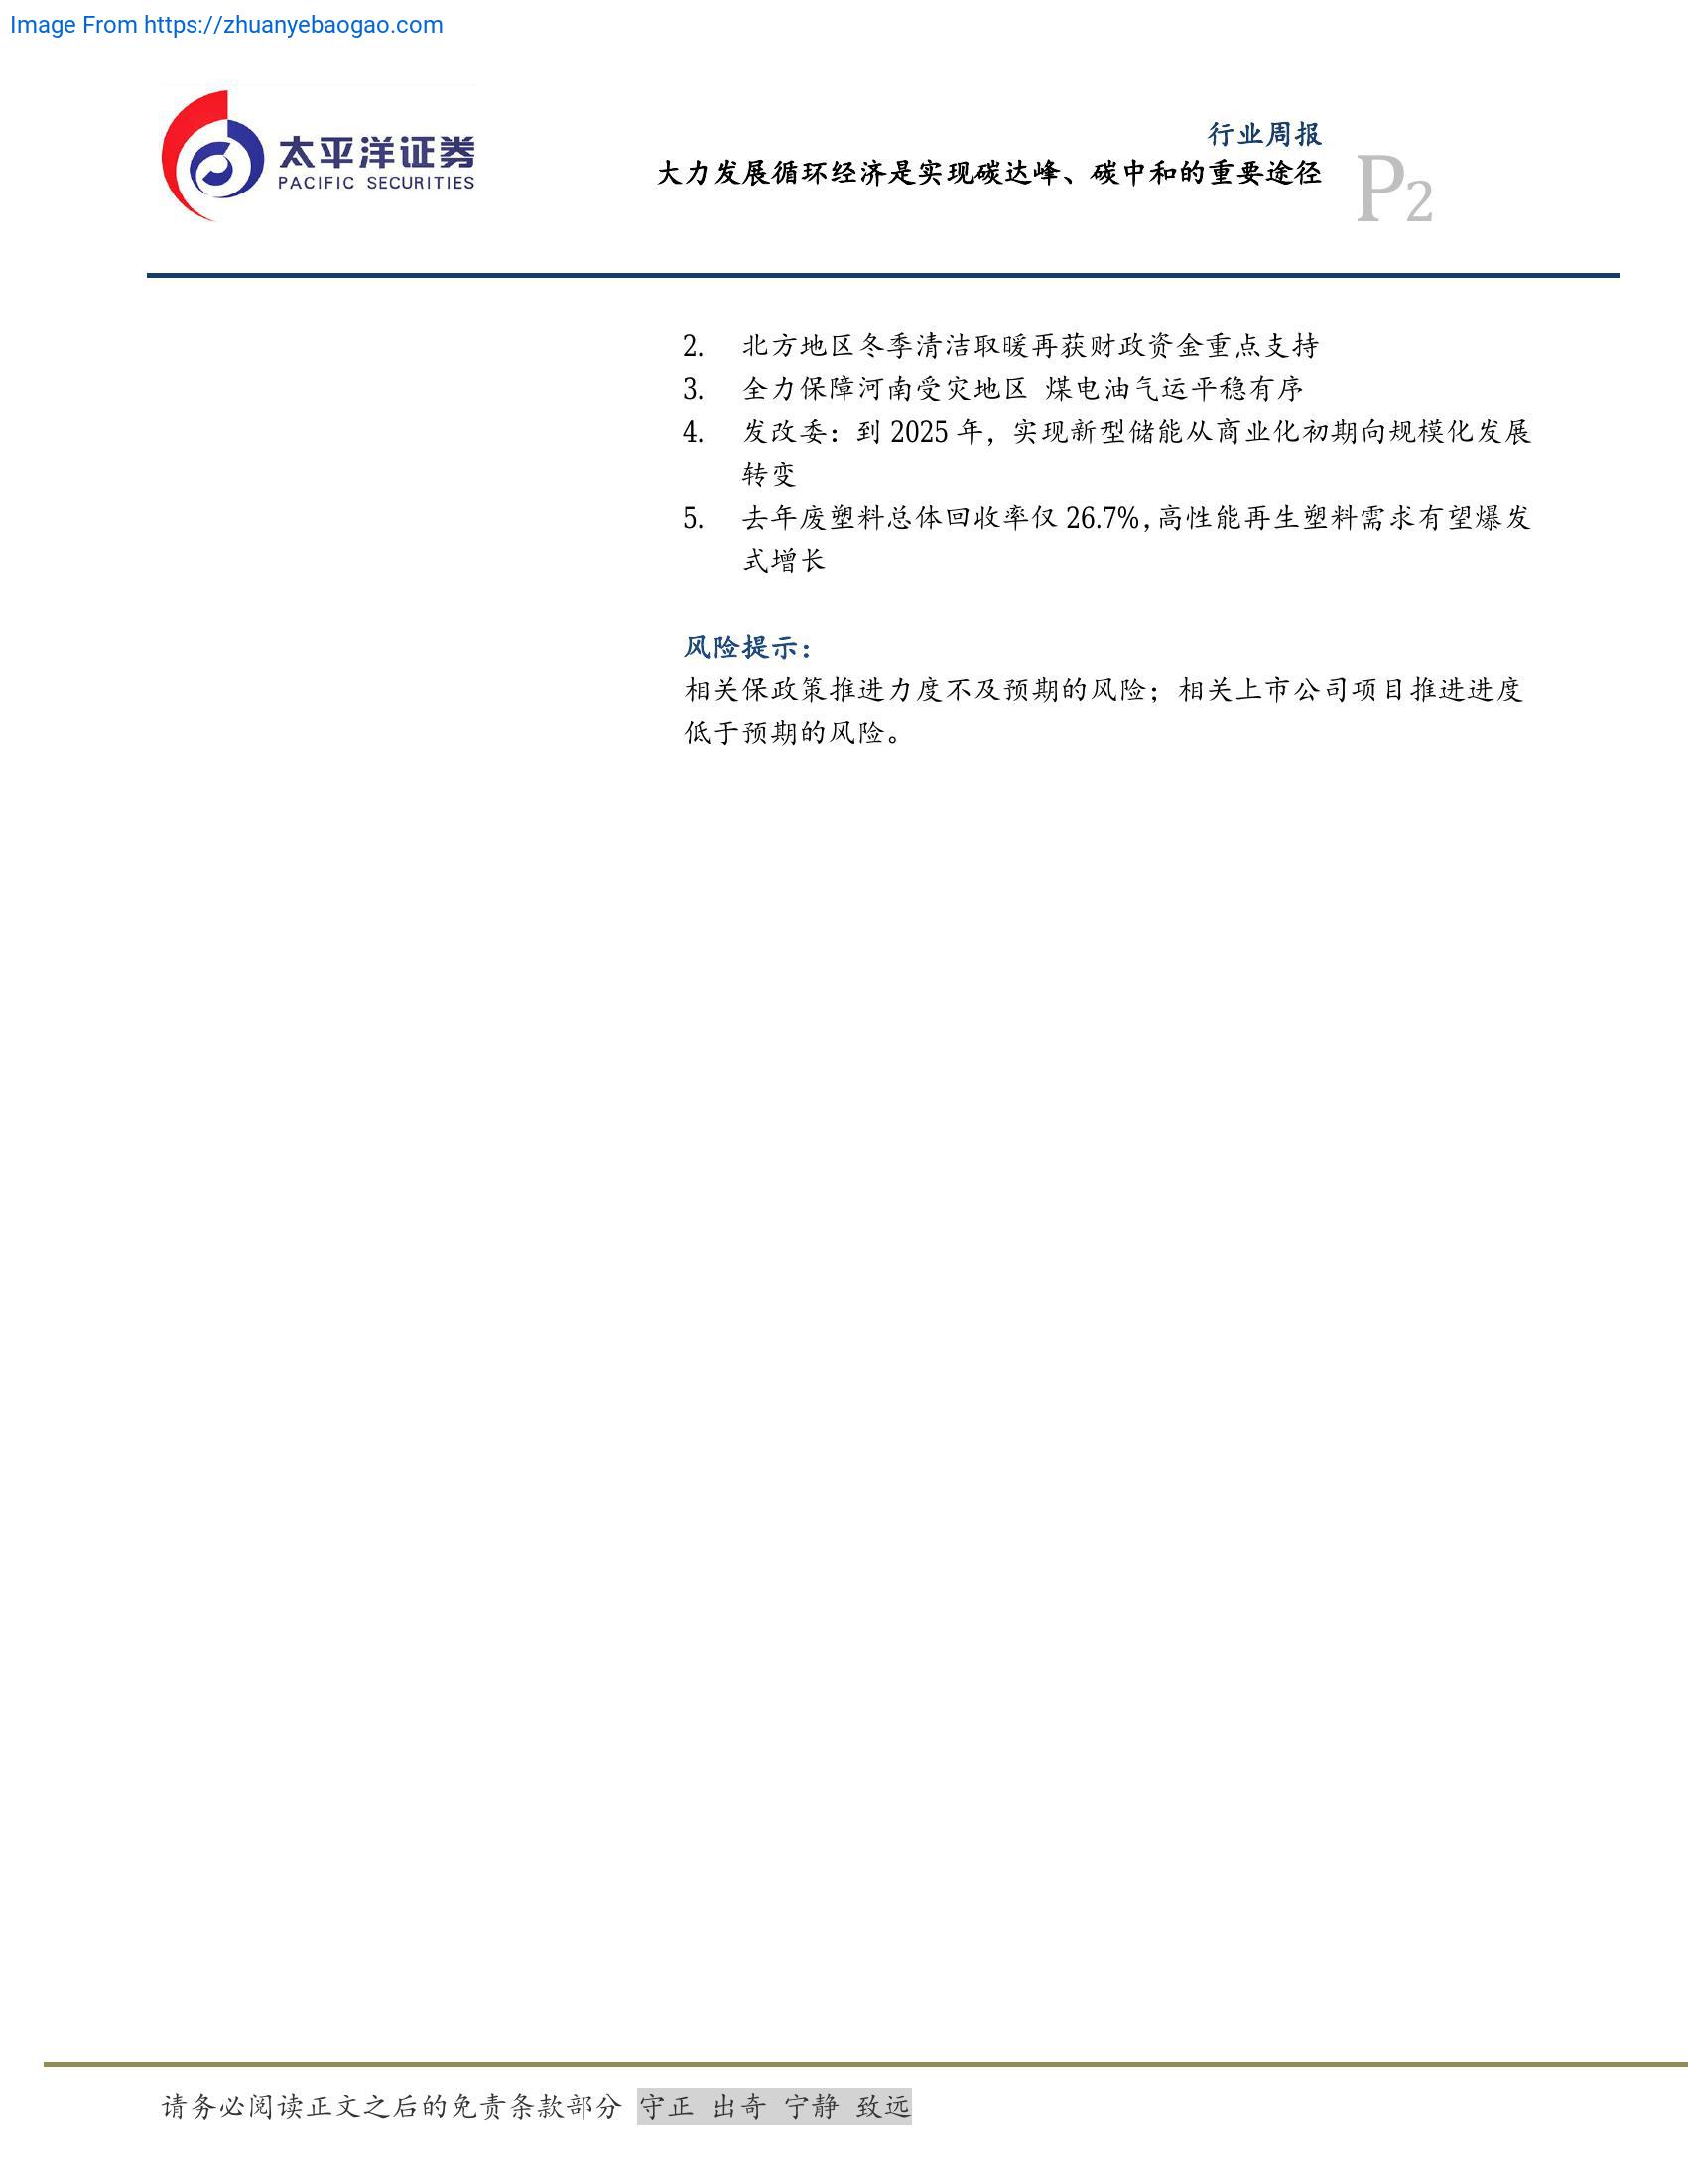 Image From https://zhuanyebaogao.com
太平洋证券
PACIFIC SECURITIES
行业周报
大力发展循环经济是实现碳达峰、碳中和的重要途径
P2
2. 北方地区冬季清洁取暖再获财政资金重点支持
3. 全力保障河南受灾地区 煤电油气运平稳有序
4. 发改委：到 2025 年，实现新型储能从商业化初期向规模化发展
转变
5. 去年废塑料总体回收率仅 26.7%，高性能再生塑料需求有望爆发
式增长
风险提示：
相关保政策推进力度不及预期的风险；相关上市公司项目推进进度
低于预期的风险。
请务必阅读正文之后的免责条款部分 守正 出奇 宁静 致远